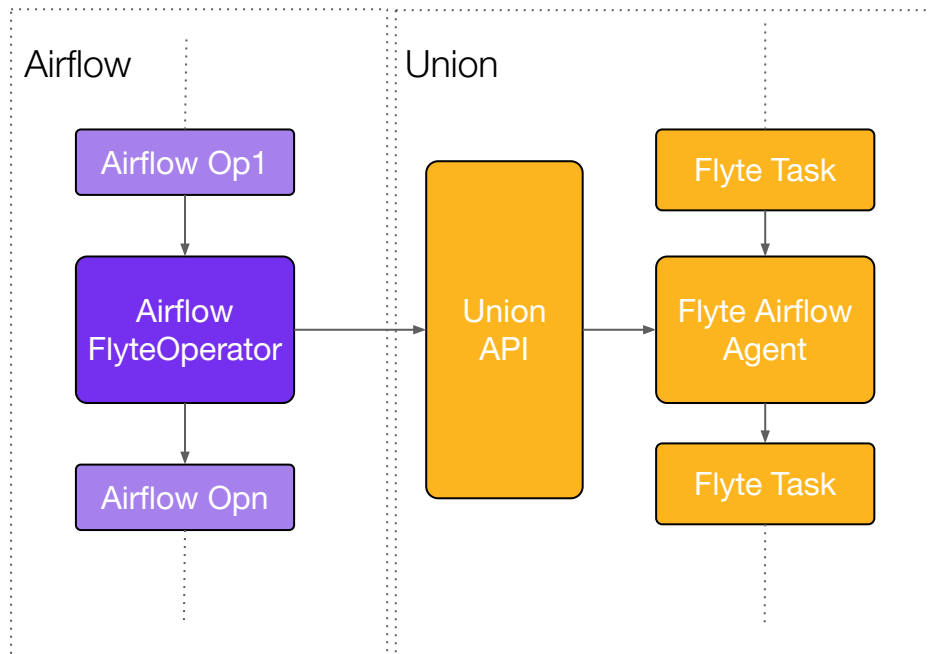 Airflow
Union
Airflow Op1
Airflow
FlyteOperator
Airflow Opn
Union
API
Flyte Task
Flyte Airflow
Agent
Flyte Task